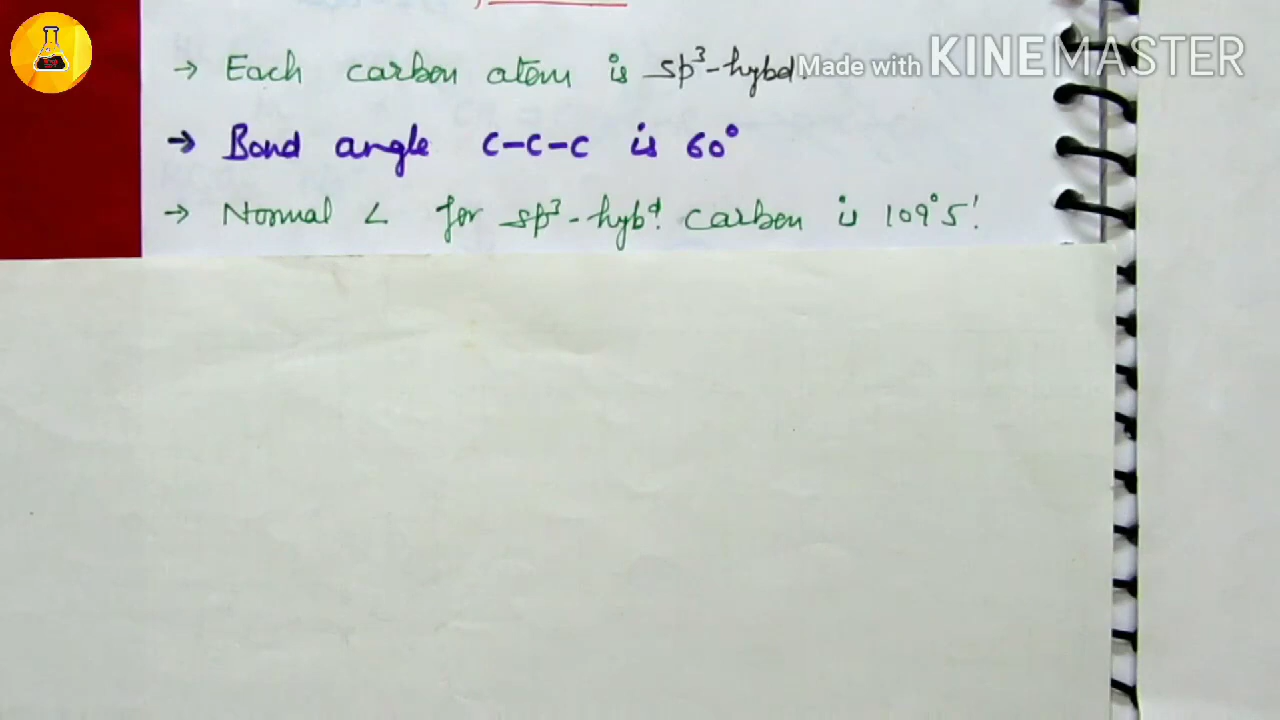 → Each carbon atom is sp³-hybd.
Made with KINEMASTER
→ Bond angle C-C-C is 60°
→ Normal ∠ for sp³-hybᵈ. carbon is 109°5'.